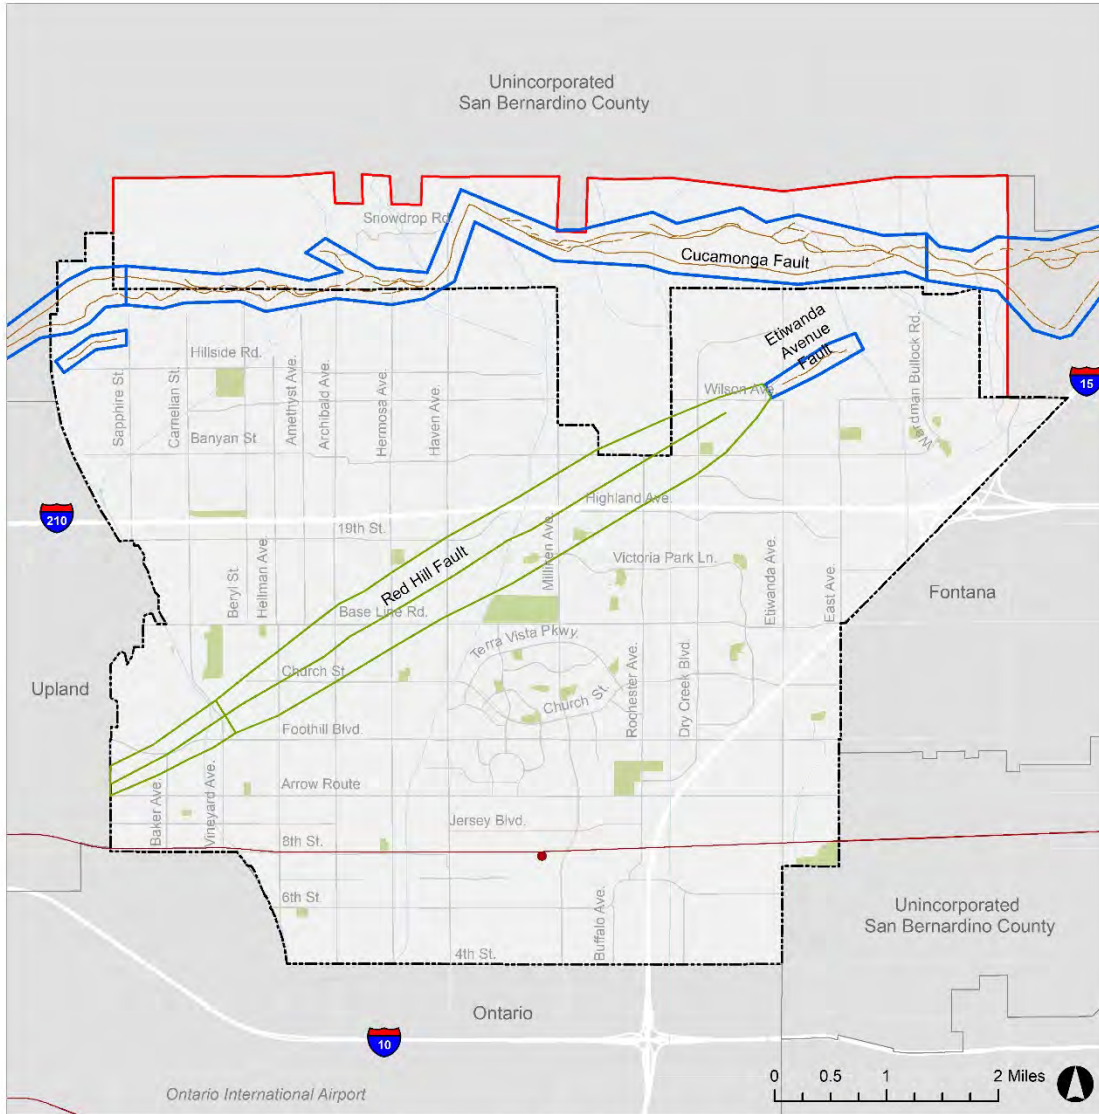 Unincorporated
San Bernardino County
Snowdrop Rd.
Cucamonga Fault
Etiwanda
Avenue
Fault
Hillside Rd.
Wilson Ave.
Wardman Bullock Rd.
15
Sapphire St.
Carnelian St.
Amethyst Ave.
Archibald Ave.
Hermosa Ave.
Haven Ave.
Banyan St.
Highland Ave.
210
19th St.
Milliken Ave.
Victoria Park Ln.
Red Hill Fault
Beryl St.
Hellman Ave.
Etiwanda Ave.
East Ave.
Fontana
Base Line Rd.
Terra Vista Pkwy.
Church St.
Church St.
Rochester Ave.
Dry Creek Blvd.
Upland
Foothill Blvd.
Arrow Route
Baker Ave.
Vineyard Ave.
Jersey Blvd.
8th St.
6th St.
Buffalo Ave.
Unincorporated
San Bernardino County
4th St.
Ontario
10
0 0.5 1 2 Miles
Ontario International Airport